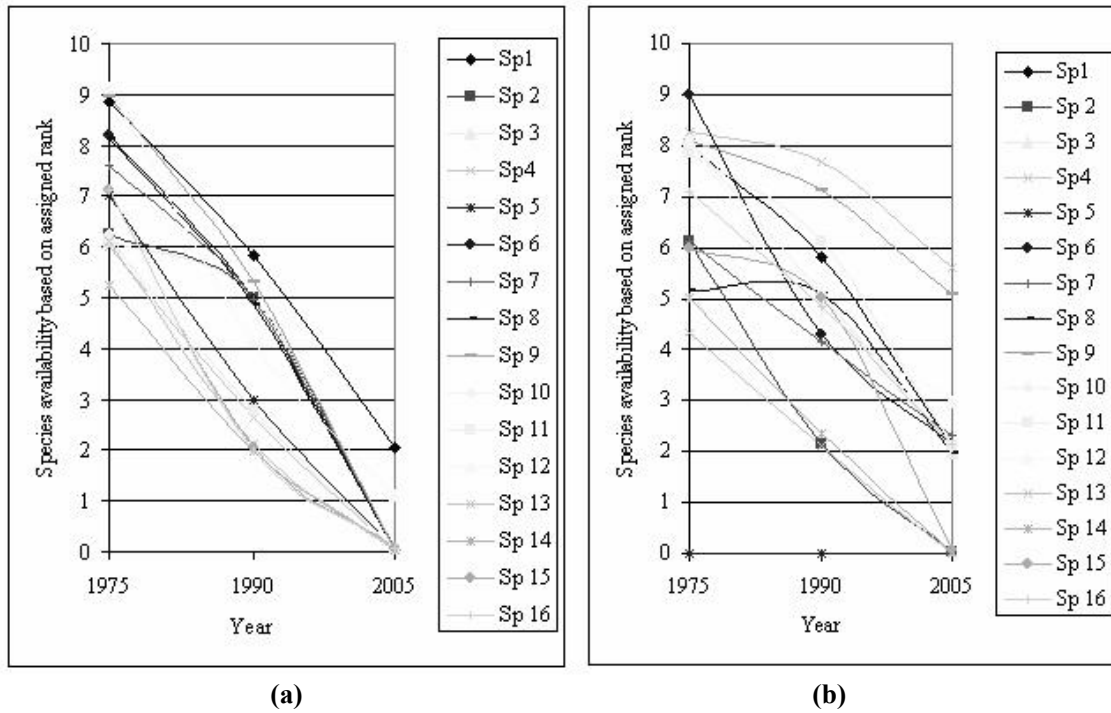 Species availability based on assigned rank
10
9
8
7
6
5
4
3
2
1
0
1975 1990 2005
Year
Sp1
Sp 2
Sp 3
Sp4
Sp 5
Sp 6
Sp 7
Sp 8
Sp 9
Sp 10
Sp 11
Sp 12
Sp 13
Sp 14
Sp 15
Sp 16
(a)
Species availability based on assigned rank
10
9
8
7
6
5
4
3
2
1
0
1975 1990 2005
Year
Sp1
Sp 2
Sp 3
Sp4
Sp 5
Sp 6
Sp 7
Sp 8
Sp 9
Sp 10
Sp 11
Sp 12
Sp 13
Sp 14
Sp 15
Sp 16
(b)